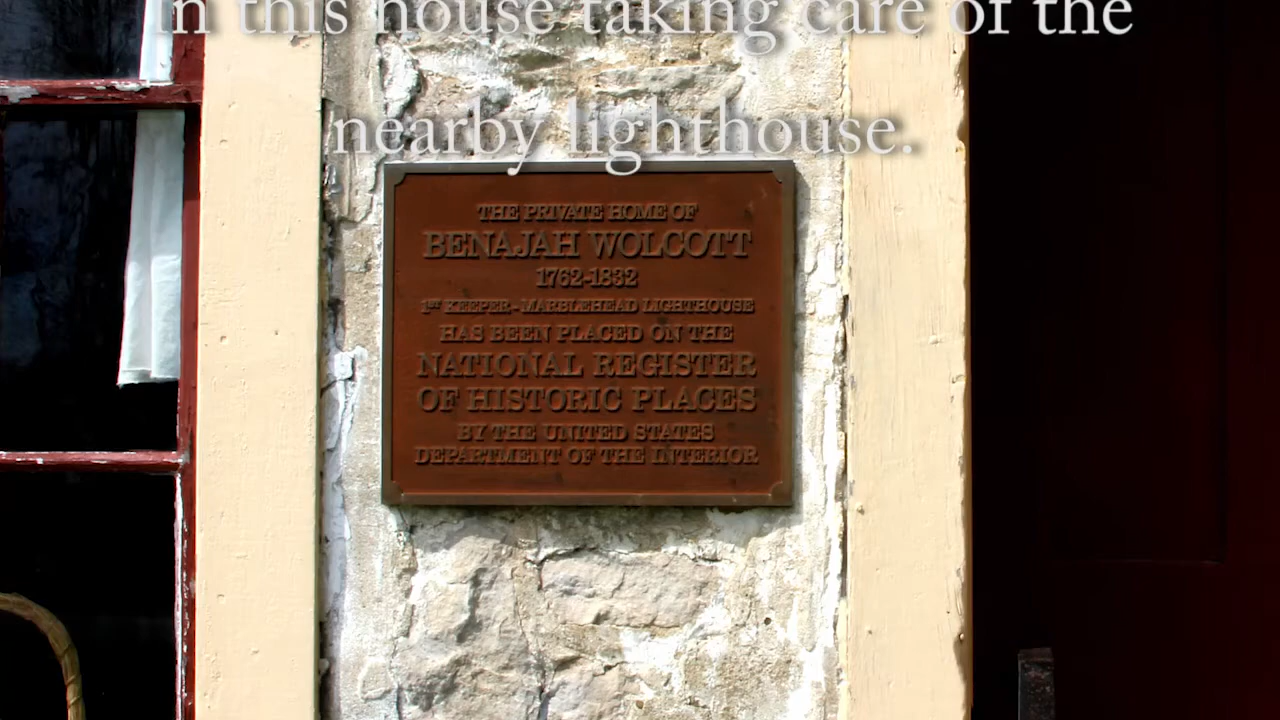 In this house taking care of the
nearby lighthouse.
THE PRIVATE HOME OF
BENAJAH WOLCOTT
1762-1832
1ST KEEPER-MARBLEHEAD LIGHTHOUSE
HAS BEEN PLACED ON THE
NATIONAL REGISTER
OF HISTORIC PLACES
BY THE UNITED STATES
DEPARTMENT OF THE INTERIOR